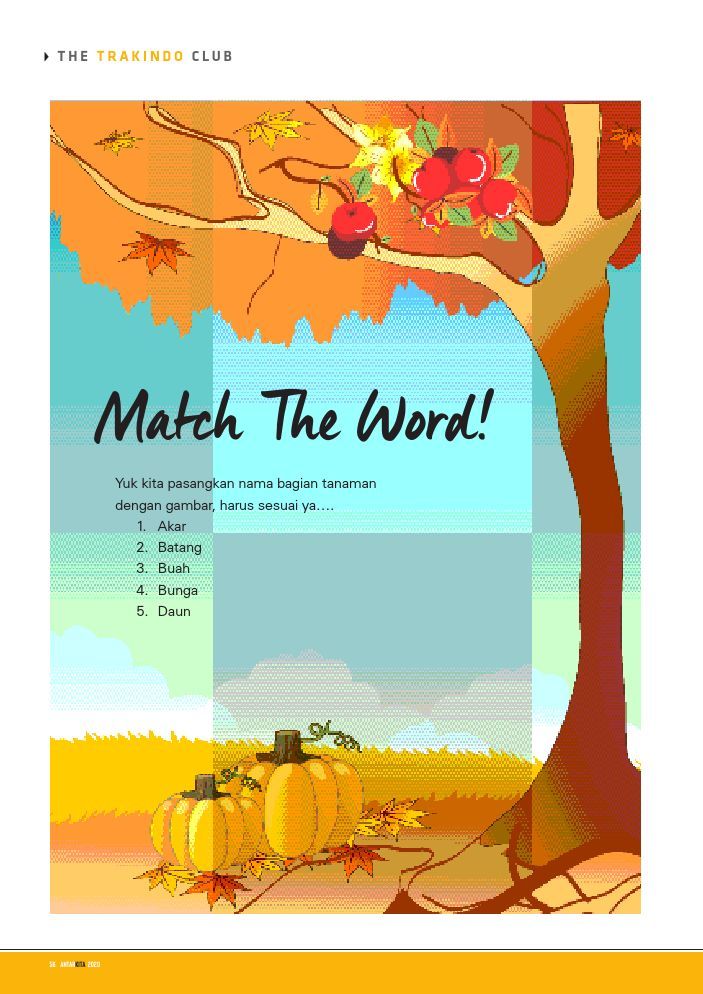 THE TRAKINDO CLUB
Match The Word!
Yuk kita pasangkan nama bagian tanaman
dengan gambar, harus sesuai ya….
1. Akar
2. Batang
3. Buah
4. Bunga
5. Daun
56 ANTARKITA 2020